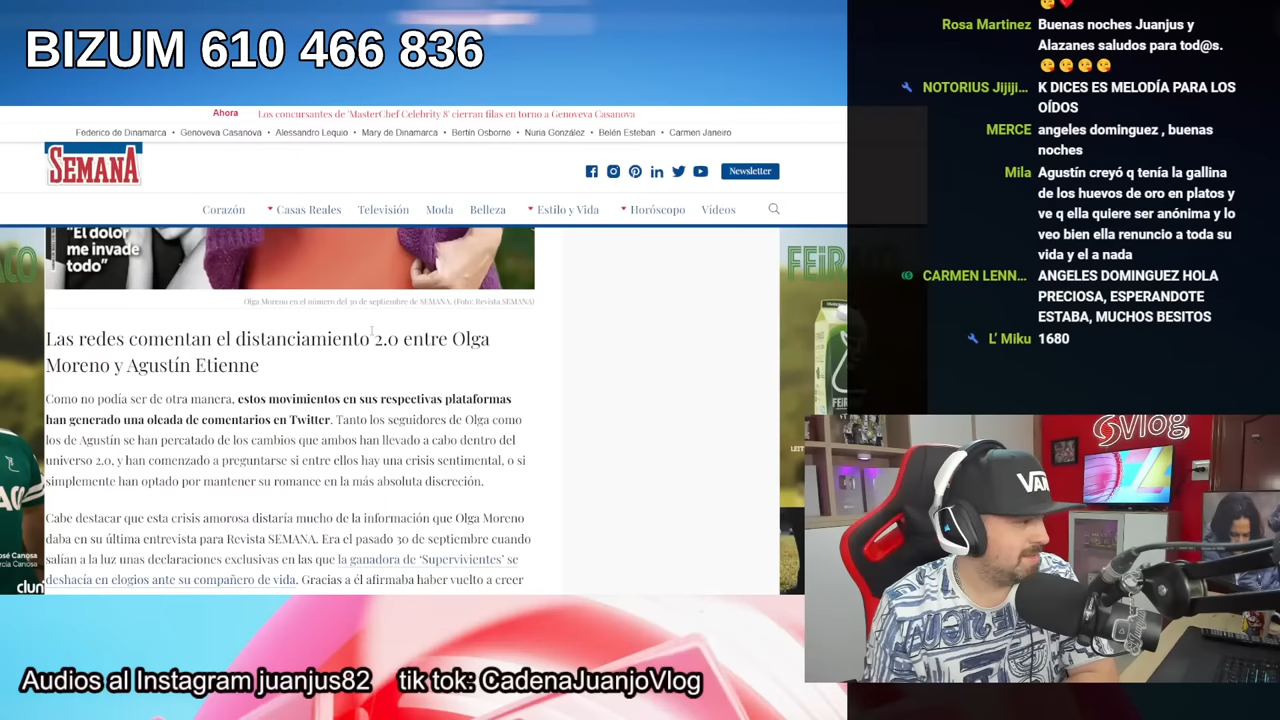 BIZUM 610 466 836
Ahora Los concursantes de 'MasterChef Celebrity 8' cierran filas en torno a Genoveva Casanova
Federico de Dinamarca • Genoveva Casanova • Alessandro Lequio • Mary de Dinamarca • Bertín Osborne • Nuria González • Belén Esteban • Carmen Janeiro
SEMANA
Newsletter
Corazón Casas Reales Televisión Moda Belleza Estilo y Vida Horóscopo Vídeos
"El dolor
me invade
todo"
Olga Moreno en el número del 30 de septiembre de SEMANA. (Foto: Revista SEMANA)
Las redes comentan el distanciamiento 2.0 entre Olga
Moreno y Agustín Etienne
Como no podía ser de otra manera, estos movimientos en sus respectivas plataformas
han generado una oleada de comentarios en Twitter. Tanto los seguidores de Olga como
los de Agustín se han percatado de los cambios que ambos han llevado a cabo dentro del
universo 2.0, y han comenzado a preguntarse si entre ellos hay una crisis sentimental, o si
simplemente han optado por mantener su romance en la más absoluta discreción.
Cabe destacar que esta crisis amorosa distaría mucho de la información que Olga Moreno
daba en su última entrevista para Revista SEMANA. Era el pasado 30 de septiembre cuando
salían a la luz unas declaraciones exclusivas en las que la ganadora de 'Supervivientes' se
deshacía en elogios ante su compañero de vida. Gracias a él afirmaba haber vuelto a creer
FEiR
clun
Rosa Martinez Buenas noches Juanjus y
Alazanes saludos para tod@s.
😘 😘 😘 😘
NOTORIUS Jijiji... K DICES ES MELODÍA PARA LOS
OÍDOS
MERCE angeles dominguez , buenas
noches
Mila Agustín creyó q tenía la gallina
de los huevos de oro en platos y
ve q ella quiere ser anónima y lo
veo bien ella renuncio a toda su
vida y el a nada
CARMEN LENN... ANGELES DOMINGUEZ HOLA
PRECIOSA, ESPERANDOTE
ESTABA, MUCHOS BESITOS
L' Miku 1680
Vlog
VAN
Audios al Instagram juanjus82 tik tok: CadenaJuanjoVlog